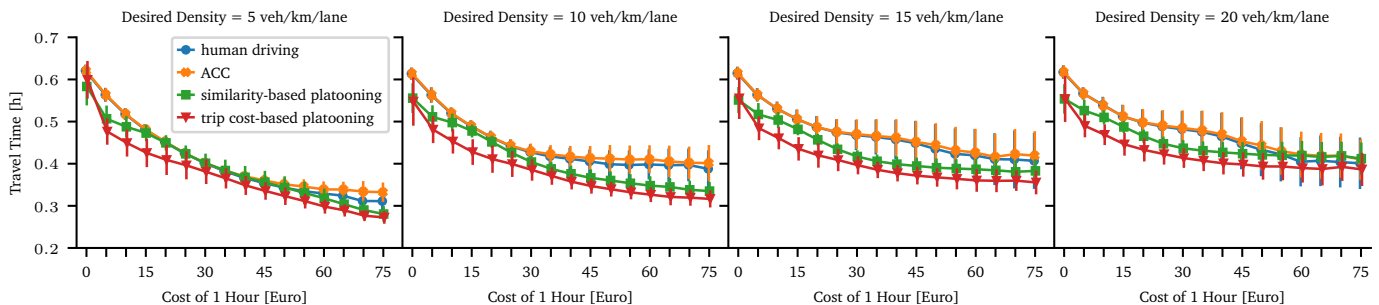 Desired Density = 5 veh/km/lane
Desired Density = 10 veh/km/lane
Desired Density = 15 veh/km/lane
Desired Density = 20 veh/km/lane
Travel Time [h]
0.7
0.6
0.5
0.4
0.3
0.2
human driving
ACC
similarity-based platooning
trip cost-based platooning
0 15 30 45 60 75
0 15 30 45 60 75
0 15 30 45 60 75
0 15 30 45 60 75
Cost of 1 Hour [Euro]
Cost of 1 Hour [Euro]
Cost of 1 Hour [Euro]
Cost of 1 Hour [Euro]